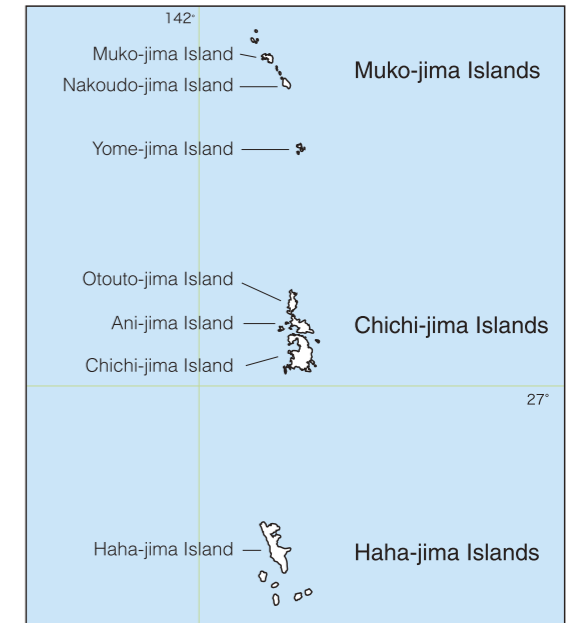 142°
Muko-jima Island
Muko-jima Islands
Nakoudo-jima Island
Yome-jima Island
Otouto-jima Island
Ani-jima Island
Chichi-jima Islands
Chichi-jima Island
27°
Haha-jima Island
Haha-jima Islands